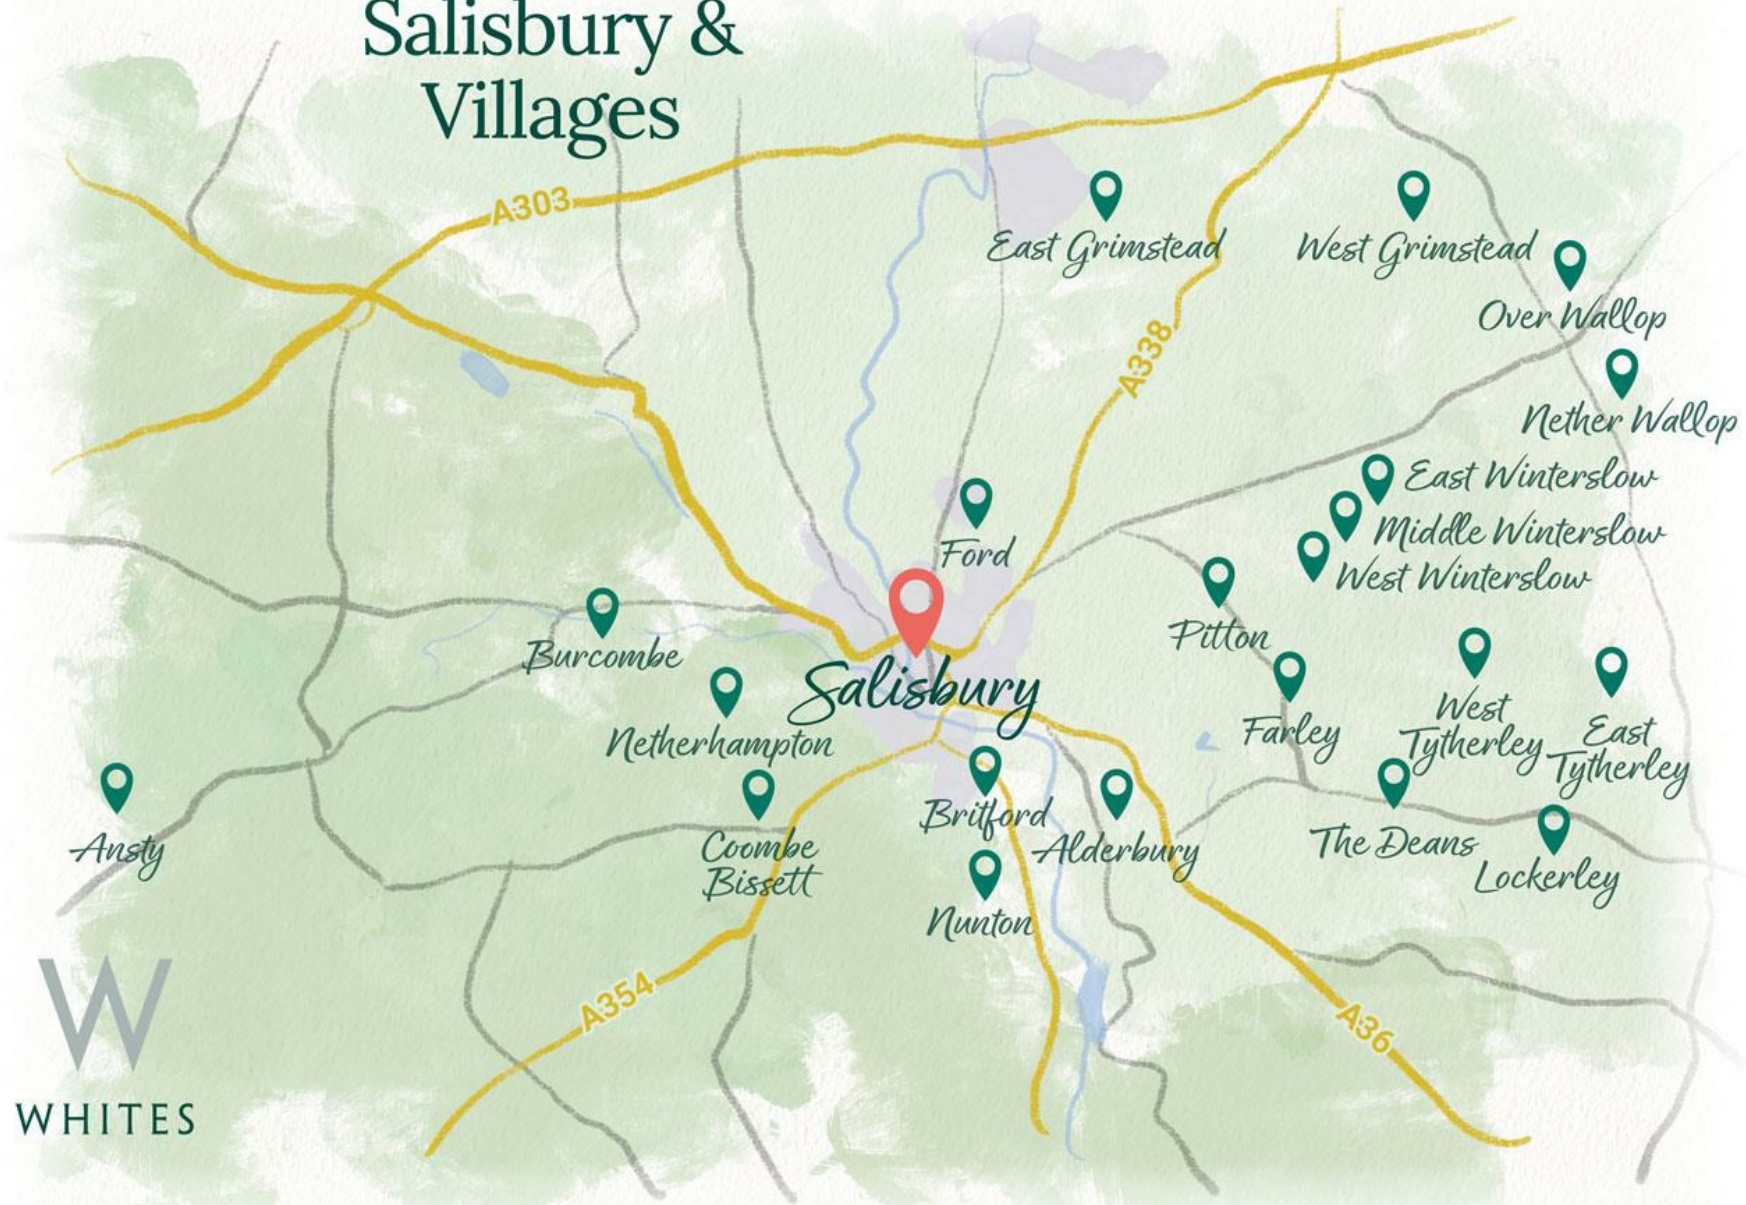 Salisbury &
Villages
A303
East Grimstead
West Grimstead
Over Wallop
A338
Nether Wallop
East Winterslow
Middle Winterslow
West Winterslow
Ford
Pitton
Burcombe
Salisbury
Netherhampton
Farley
West
Tytherley
East
Tytherley
Britford
Alderbury
The Deans
Lockerley
Ansty
Coombe
Bissett
Nunton
A354
A36
W
WHITES